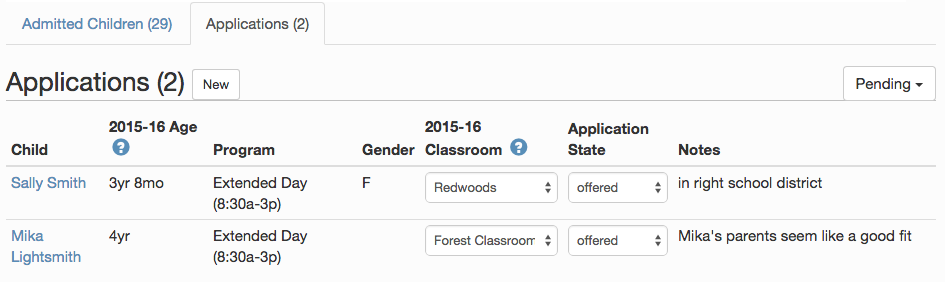 Admitted Children (29) Applications (2)
Applications (2) New Pending
Child 2015-16 Age ? Program Gender 2015-16 Classroom ? Application State Notes
Sally Smith 3yr 8mo Extended Day (8:30a-3p) F Redwoods offered in right school district
Mika Lightsmith 4yr Extended Day (8:30a-3p) Forest Classroom offered Mika's parents seem like a good fit